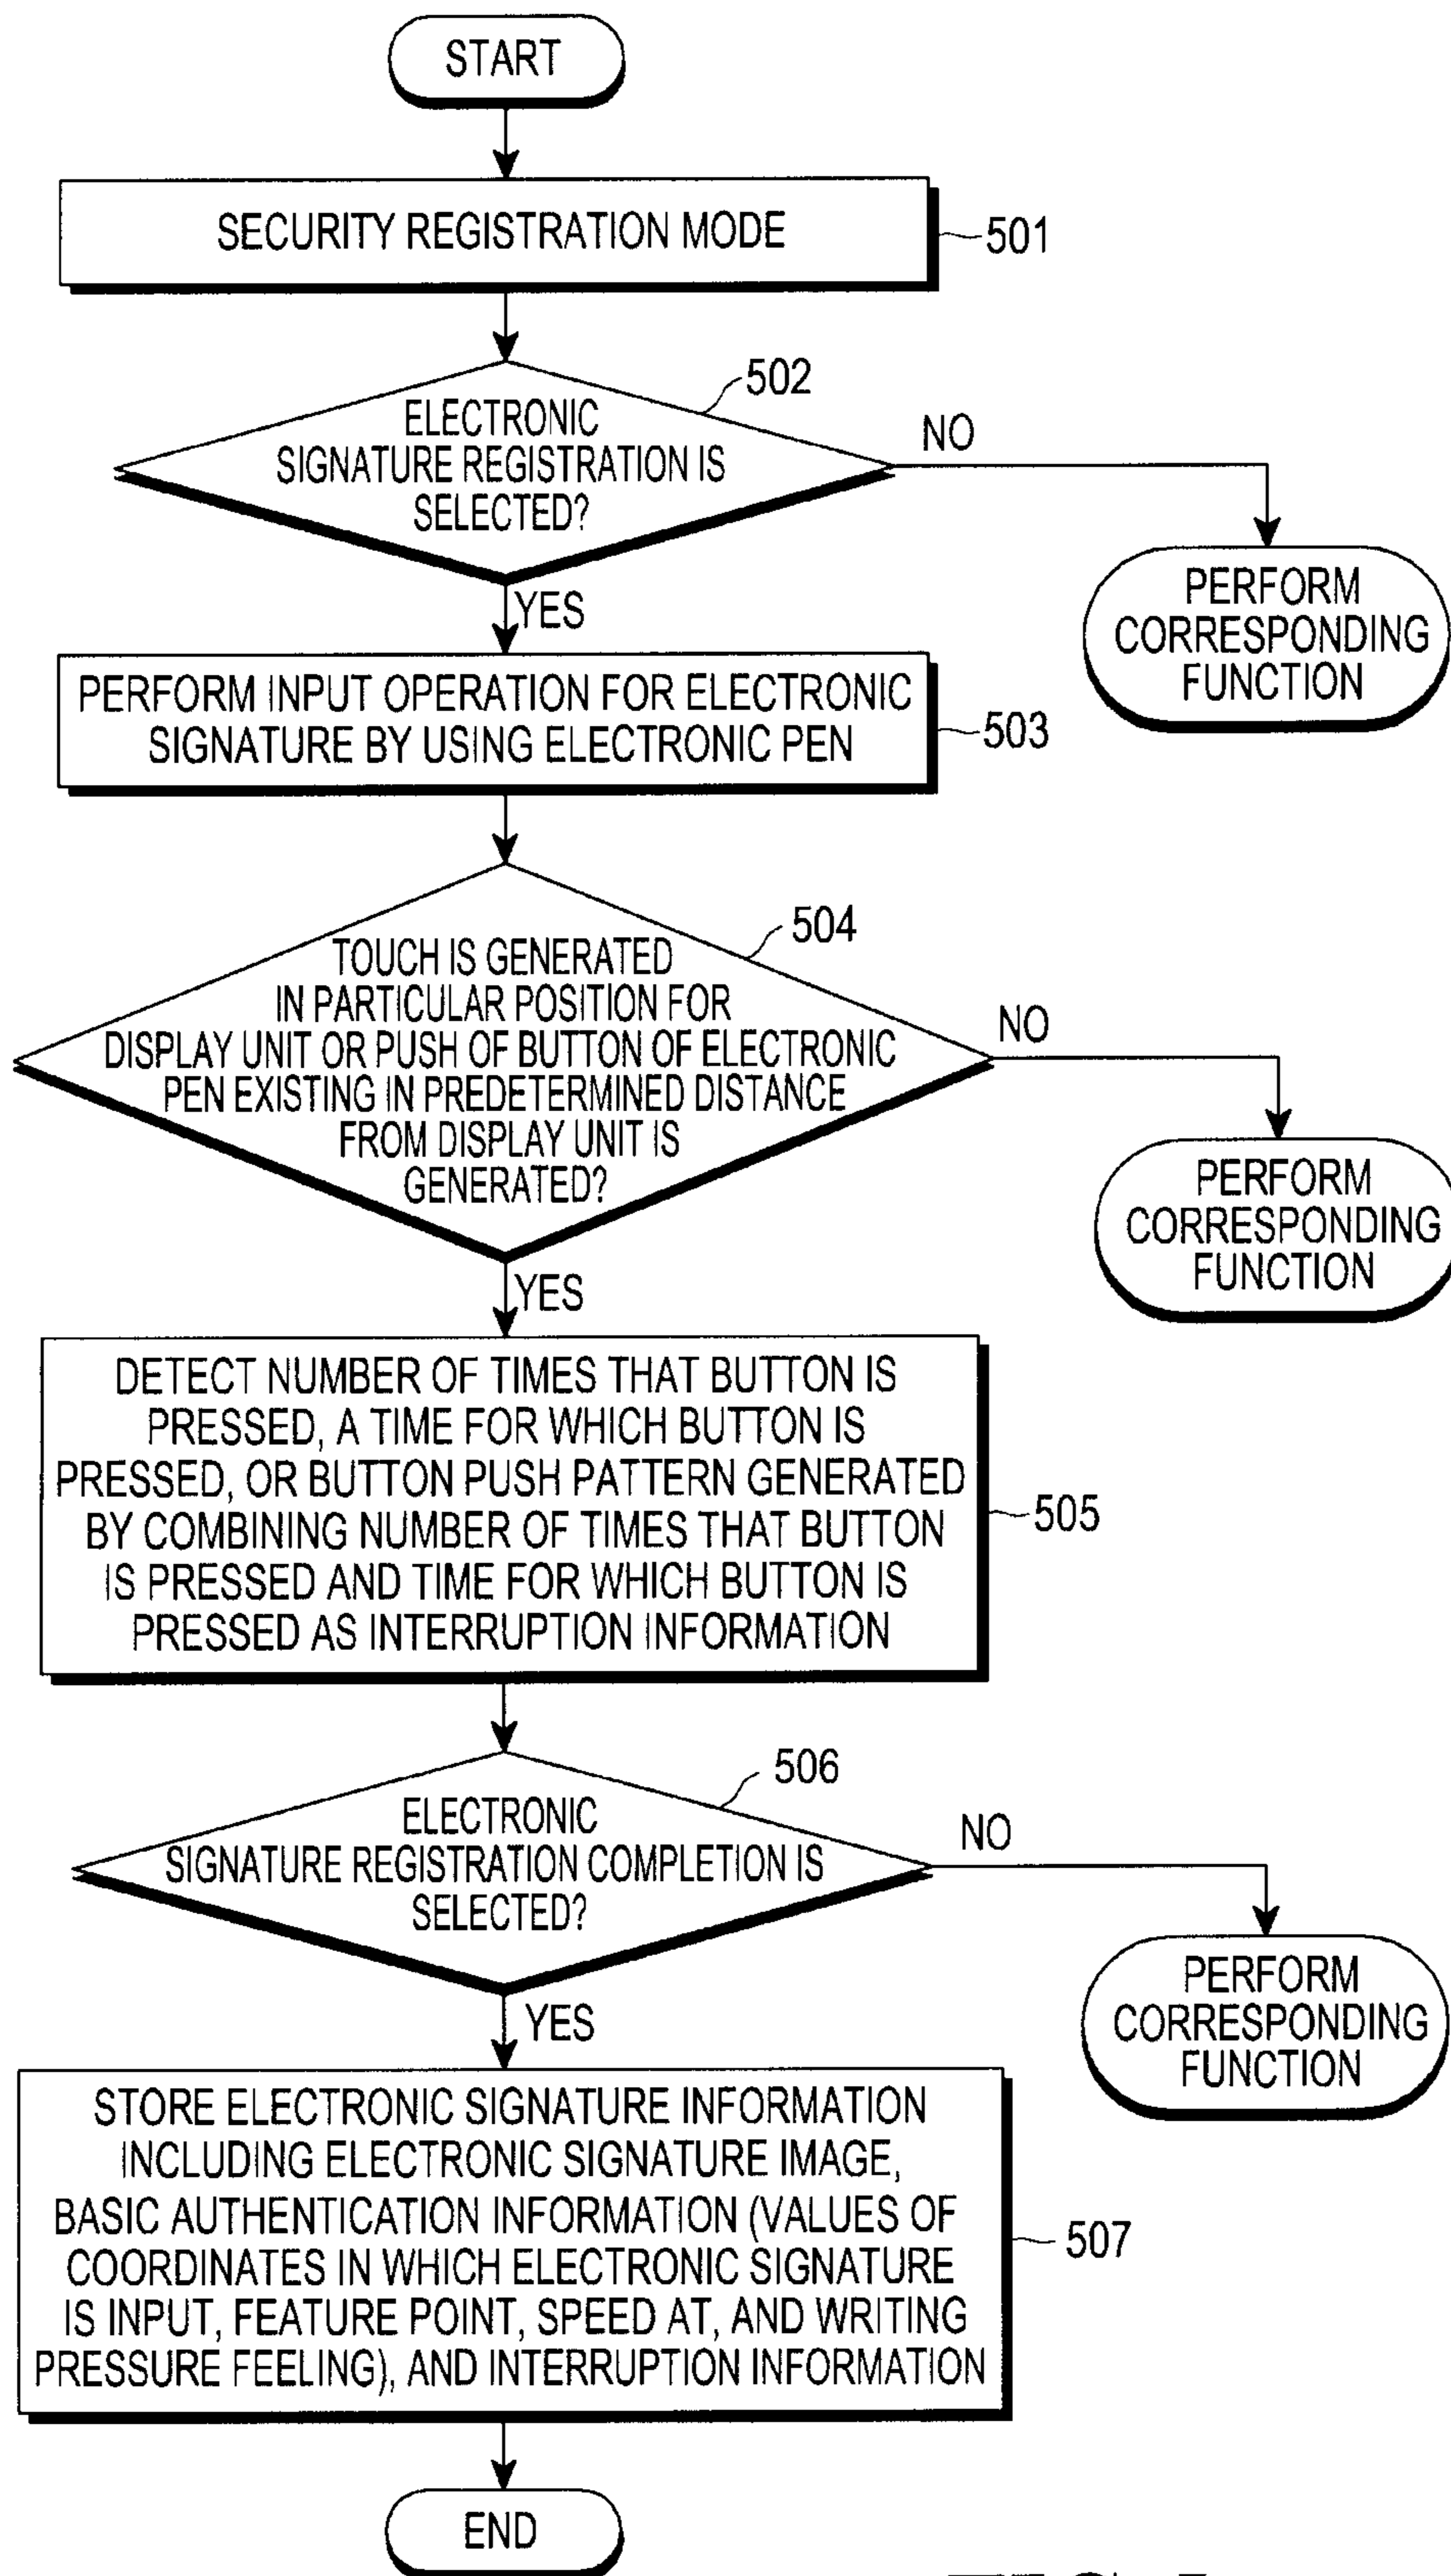 START
SECURITY REGISTRATION MODE
501
502
ELECTRONIC
SIGNATURE REGISTRATION IS
SELECTED?
NO
YES
PERFORM
CORRESPONDING
FUNCTION
PERFORM INPUT OPERATION FOR ELECTRONIC
SIGNATURE BY USING ELECTRONIC PEN
503
504
TOUCH IS GENERATED
IN PARTICULAR POSITION FOR
DISPLAY UNIT OR PUSH OF BUTTON OF ELECTRONIC
PEN EXISTING IN PREDETERMINED DISTANCE
FROM DISPLAY UNIT IS
GENERATED?
NO
YES
PERFORM
CORRESPONDING
FUNCTION
DETECT NUMBER OF TIMES THAT BUTTON IS
PRESSED, A TIME FOR WHICH BUTTON IS
PRESSED, OR BUTTON PUSH PATTERN GENERATED
BY COMBINING NUMBER OF TIMES THAT BUTTON
IS PRESSED AND TIME FOR WHICH BUTTON IS
PRESSED AS INTERRUPTION INFORMATION
505
506
ELECTRONIC
SIGNATURE REGISTRATION COMPLETION IS
SELECTED?
NO
YES
PERFORM
CORRESPONDING
FUNCTION
STORE ELECTRONIC SIGNATURE INFORMATION
INCLUDING ELECTRONIC SIGNATURE IMAGE,
BASIC AUTHENTICATION INFORMATION (VALUES OF
COORDINATES IN WHICH ELECTRONIC SIGNATURE
IS INPUT, FEATURE POINT, SPEED AT, AND WRITING
PRESSURE FEELING), AND INTERRUPTION INFORMATION
507
END